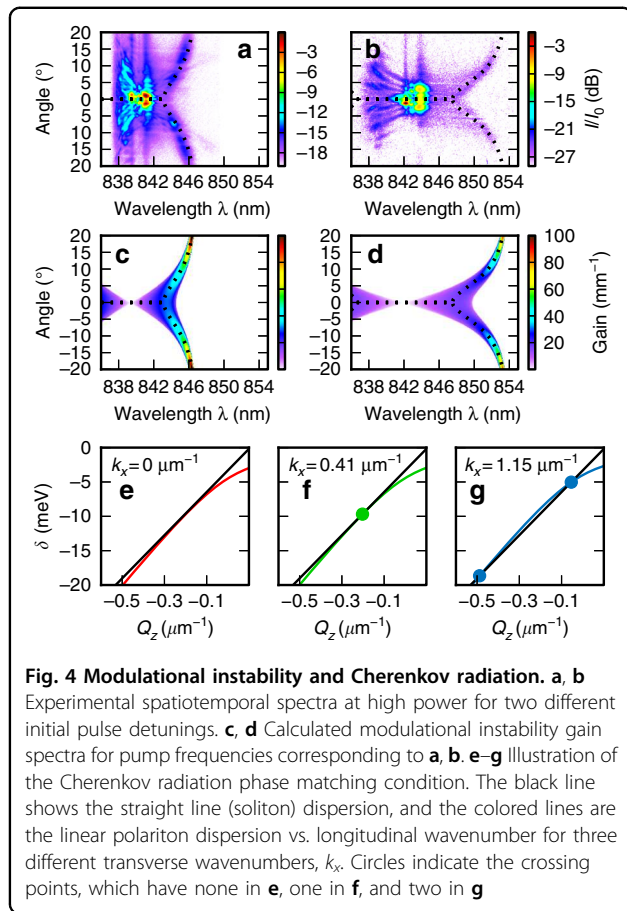 20
15
10
5
0
5
10
15
20
Angle (°)
a
838 842 846 850 854
Wavelength λ (nm)
−3
−6
−9
−12
−15
−18
b
838 842 846 850 854
Wavelength λ (nm)
−3
−9
−15
−21
−27
I/I0 (dB)
20
15
10
5
0
−5
−10
−15
−20
Angle (°)
c
838 842 846 850 854
Wavelength λ (nm)
d
838 842 846 850 854
Wavelength λ (nm)
100
80
60
40
20
Gain (mm−1)
0
−5
−10
−15
−20
δ (meV)
kx = 0 μm−1
e
−0.5 −0.3 −0.1
Qz (μm−1)
kx = 0.41 μm−1
f
−0.5 −0.3 −0.1
Qz (μm−1)
kx = 1.15 μm−1
g
−0.5 −0.3 −0.1
Qz (μm−1)
Fig. 4 Modulational instability and Cherenkov radiation. a, b
Experimental spatiotemporal spectra at high power for two different
initial pulse detunings. c, d Calculated modulational instability gain
spectra for pump frequencies corresponding to a, b. e–g Illustration of
the Cherenkov radiation phase matching condition. The black line
shows the straight line (soliton) dispersion, and the colored lines are
the linear polariton dispersion vs. longitudinal wavenumber for three
different transverse wavenumbers, kx. Circles indicate the crossing
points, which have none in e, one in f, and two in g